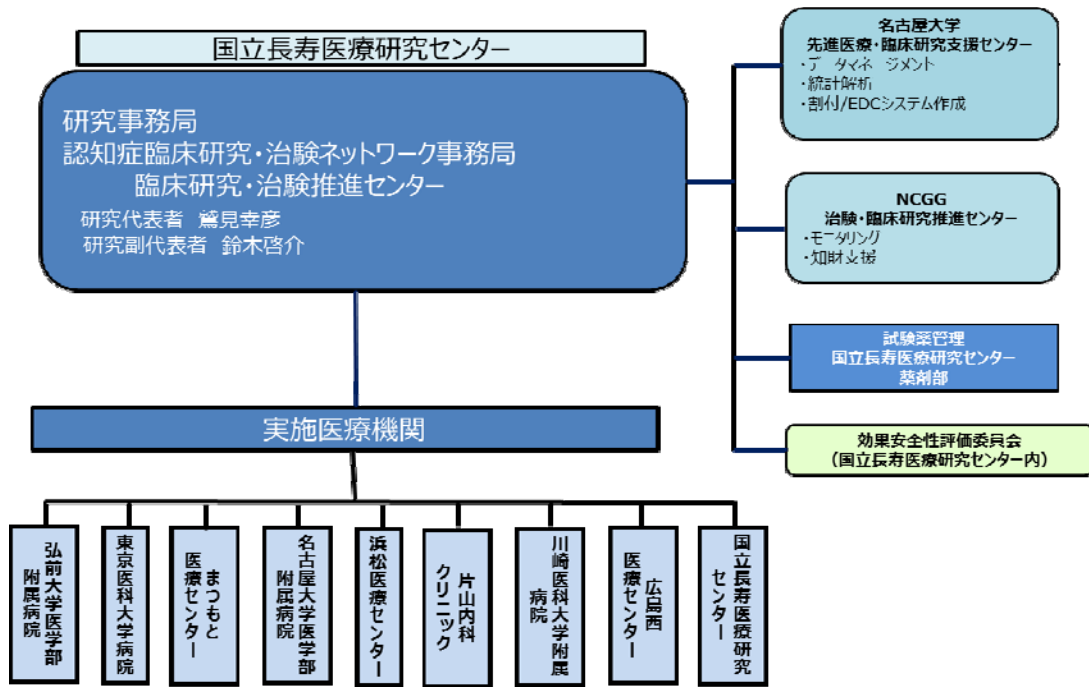 国立長寿医療研究センター
研究事務局
認知症臨床研究・治験ネットワーク事務局
臨床研究・治験推進センター
研究代表者 鷲見幸彦
研究副代表者 鈴木啓介
名古屋大学
先進医療・臨床研究支援センター
・データマネージメント
・統計解析
・割付/EDCシステム作成
NCGG
治験・臨床研究推進センター
・モニタリング
・知財支援
試験薬管理
国立長寿医療研究センター
薬剤部
効果安全性評価委員会
（国立長寿医療研究センター内）
実施医療機関
弘前大学医学部
附属病院
東京医科大学病院
まつもと
医療センター
名古屋大学医学部
附属病院
浜松医療センター
片山内科
クリニック
川崎医科大学附属
病院
広島西
医療センター
国立長寿医療研究
センター